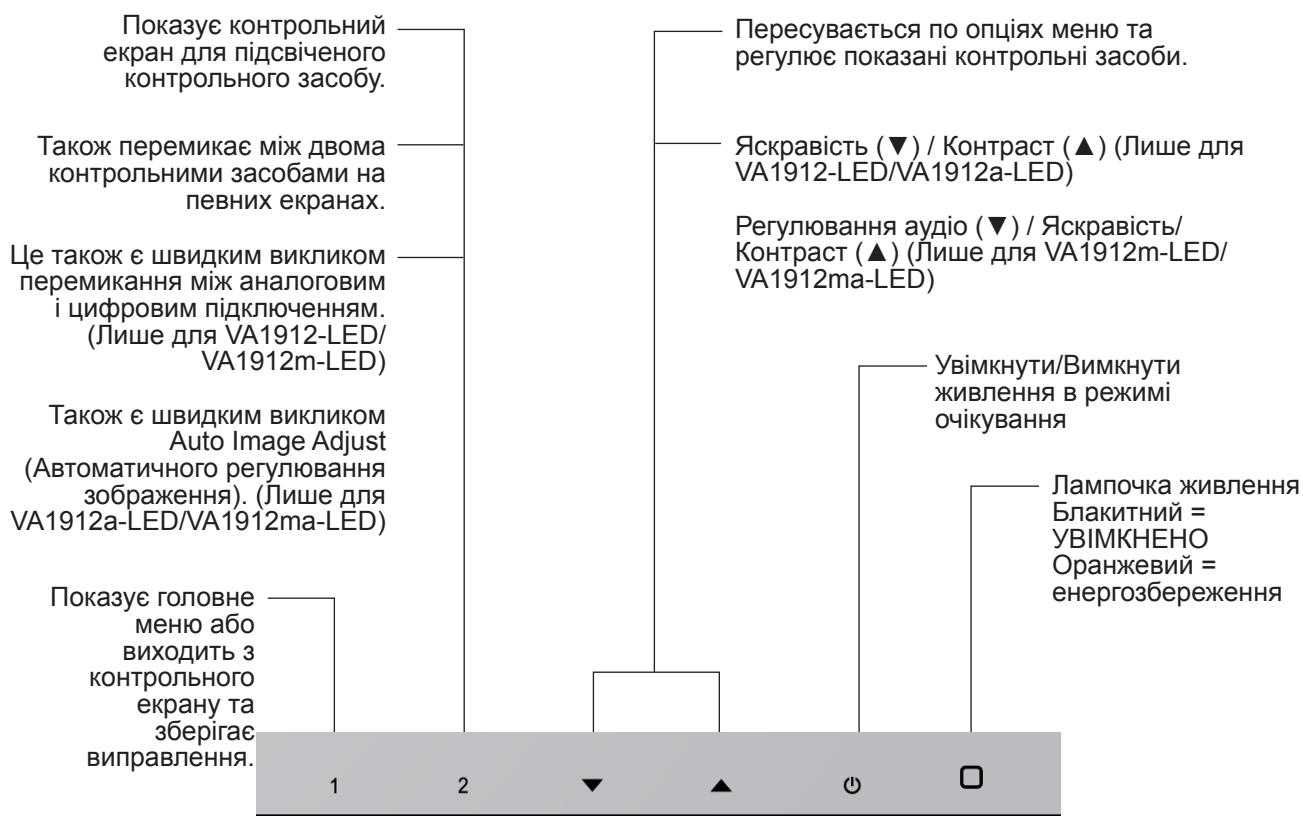 Показує контрольний
екран для підсвіченого
контрольного засобу.
Також перемикає між двома
контрольними засобами на
певних екранах.
Це також є швидким викликом
перемикання між аналоговим
і цифровим підключенням.
(Лише для VA1912-LED/
VA1912m-LED)
Також є швидким викликом
Auto Image Adjust
(Автоматичного регулювання
зображення). (Лише для
VA1912a-LED/VA1912ma-LED)
Показує головне
меню або
виходить з
контрольного
екрану та
зберігає
виправлення.
Пересувається по опціях меню та
регулює показані контрольні засоби.
Яскравість (▼) / Контраст (▲) (Лише для
VA1912-LED/VA1912a-LED)
Регулювання аудіо (▼) / Яскравість/
Контраст (▲) (Лише для VA1912m-LED/
VA1912ma-LED)
Увімкнути/Вимкнути
живлення в режимі
очікування
Лампочка живлення
Блакитний =
УВІМКНЕНО
Оранжевий =
енергозбереження
1 2 ▼ ▲